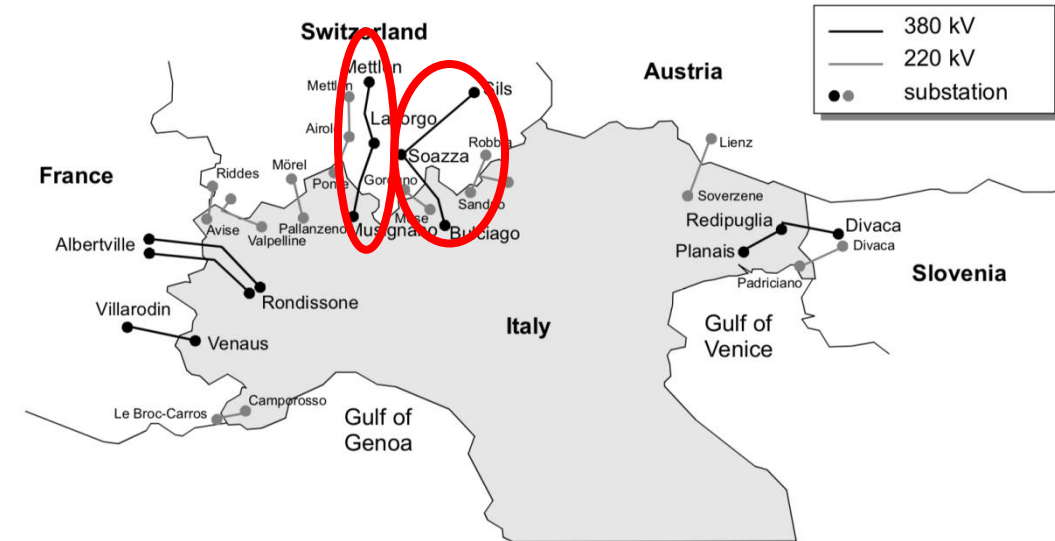 380 kV
220 kV
substation
Switzerland
Austria
France
Italy
Slovenia
Gulf of
Venice
Gulf of
Genoa
Mettlen
Mettlen
Lavorgo
Airolo
Ponte
Musignano
Sils
Soazza
Robbia
Gorduno
Mese
Sandrio
Bulciago
Riddes
Mörel
Avise
Valpelline
Pallanzeno
Albertville
Rondissone
Villarodin
Venaus
Le Broc-Carros
Camporosso
Lienz
Soverzene
Redipuglia
Planais
Divaca
Divaca
Padriciano